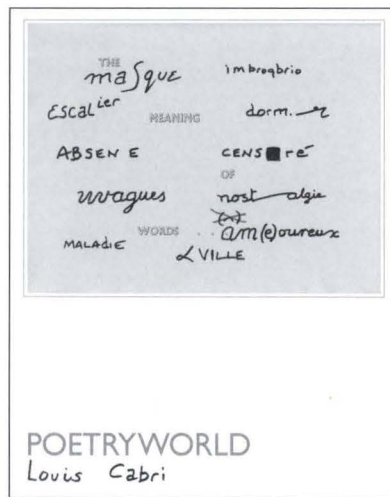 THE
masque imbrogbrio
Escalier
MEANING dorm.r
ABSEN E CENS■ré
OF
vvagues nost algie
WORDS . . am(e)oureux
MALADIE
VILLE
POETRYWORLD
Louis Cabri